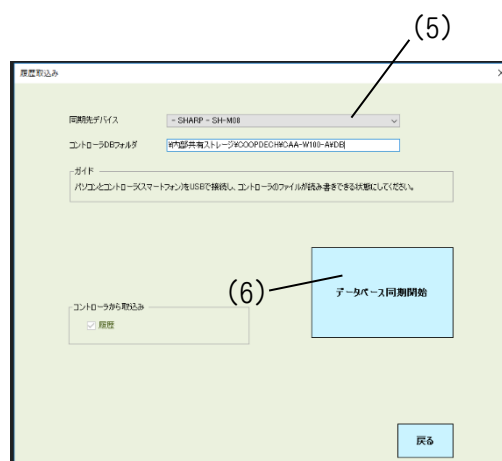 (5)
履歴取込み
同期先デバイス
- SHARP - SH-M08
コントローラDBフォルダ
¥内部共有ストレージ¥COOPDECH¥CAA-W100-A¥DB
ガイド
パソコンとコントローラ(スマートフォン)をUSBで接続し、コントローラのファイルが読み書きできる状態にしてください。
(6)
データベース同期開始
コントローラから取込み
履歴
戻る